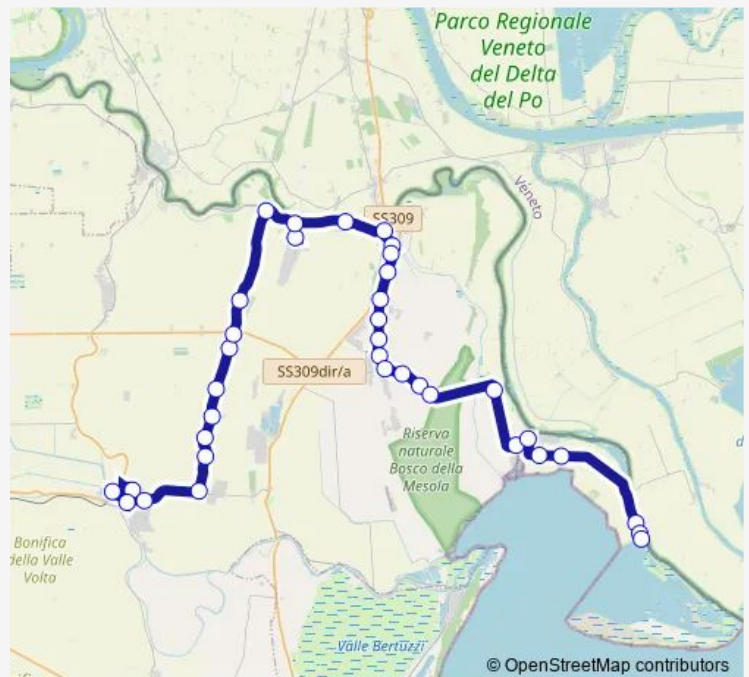 Parco Regionale
Veneto
del Delta
del Po
Veneto
SS309
SS309dir/a
Riserva
naturale
Bosco della
Mesola
Bonifica
della Valle
Volta
Valle Bertuzzi
© OpenStreetMap contributors